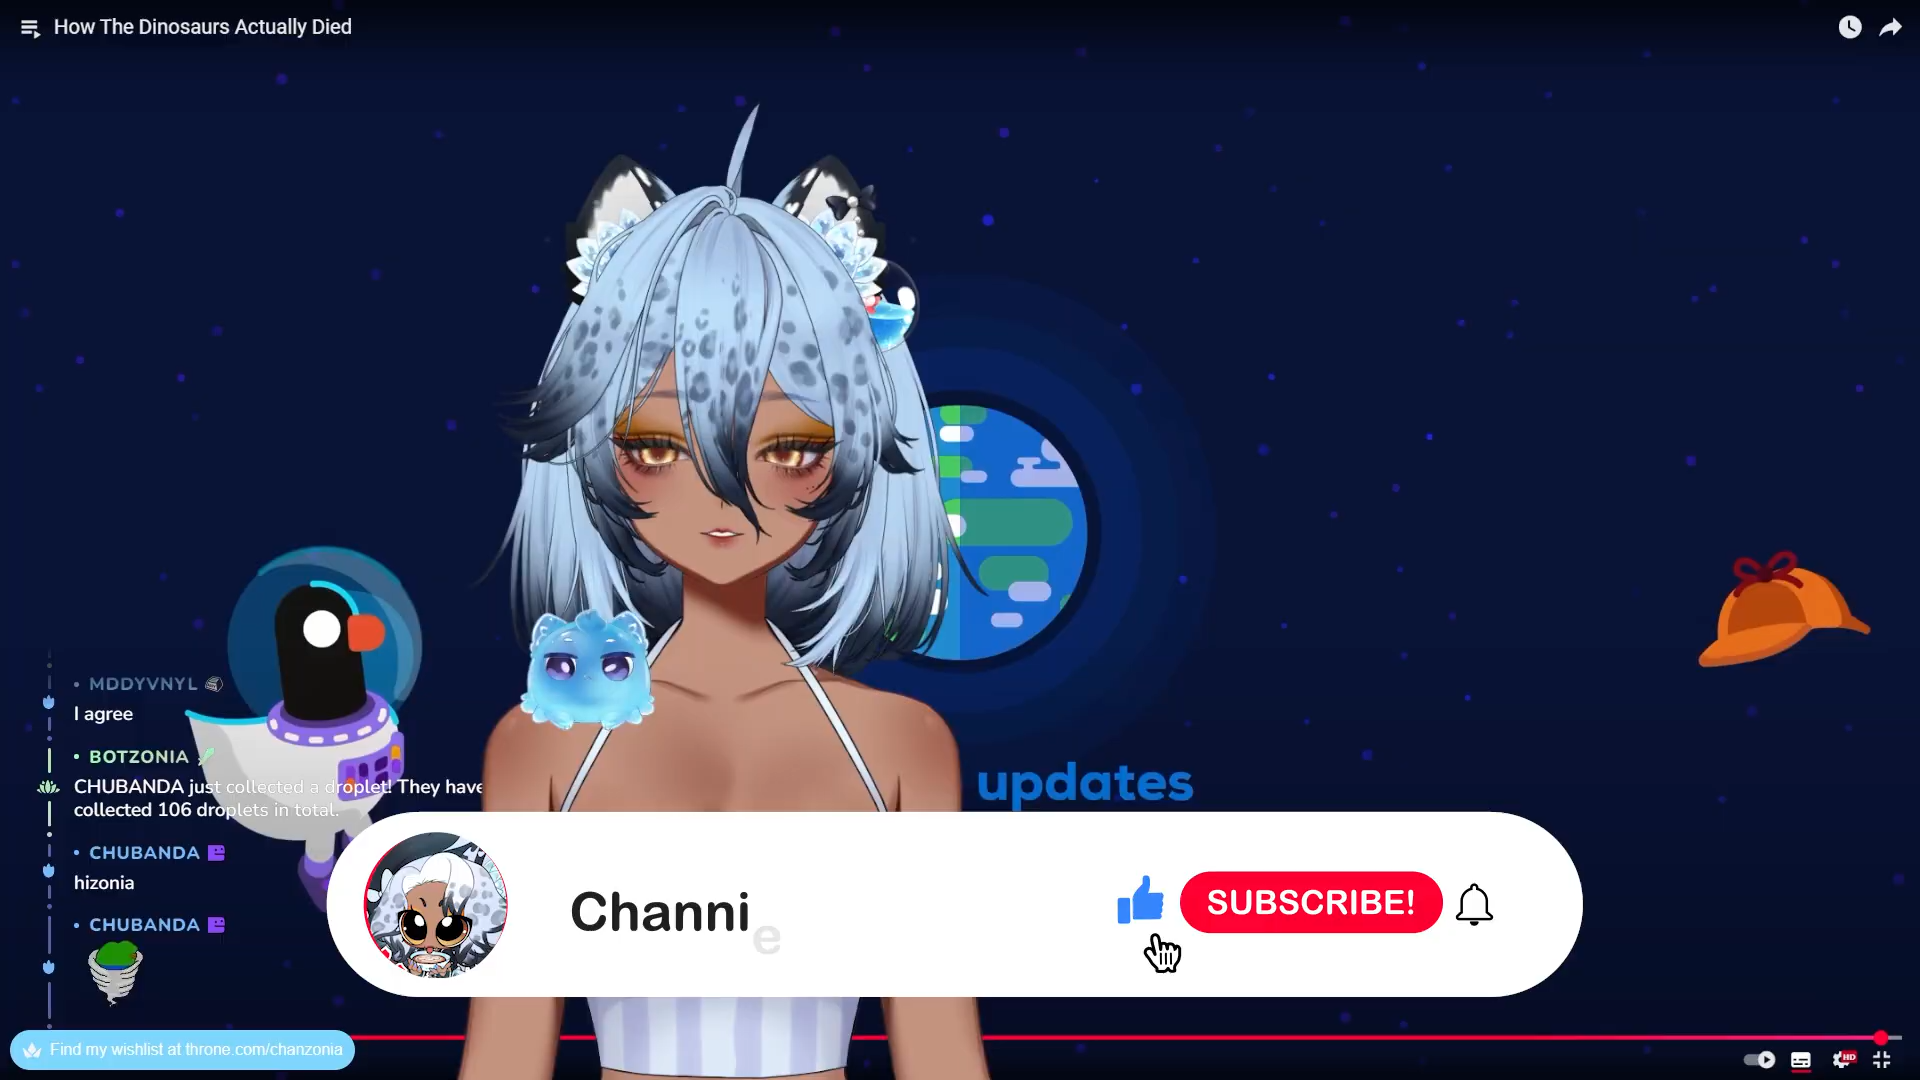 How The Dinosaurs Actually Died
MDDYVNYL
I agree
BOTZONIA
CHUBANDA just collected a droplet! They have
collected 106 droplets in total.
CHUBANDA
hizonia
CHUBANDA
updates
Channie
SUBSCRIBE!
Find my wishlist at throne.com/chanzonia
HD